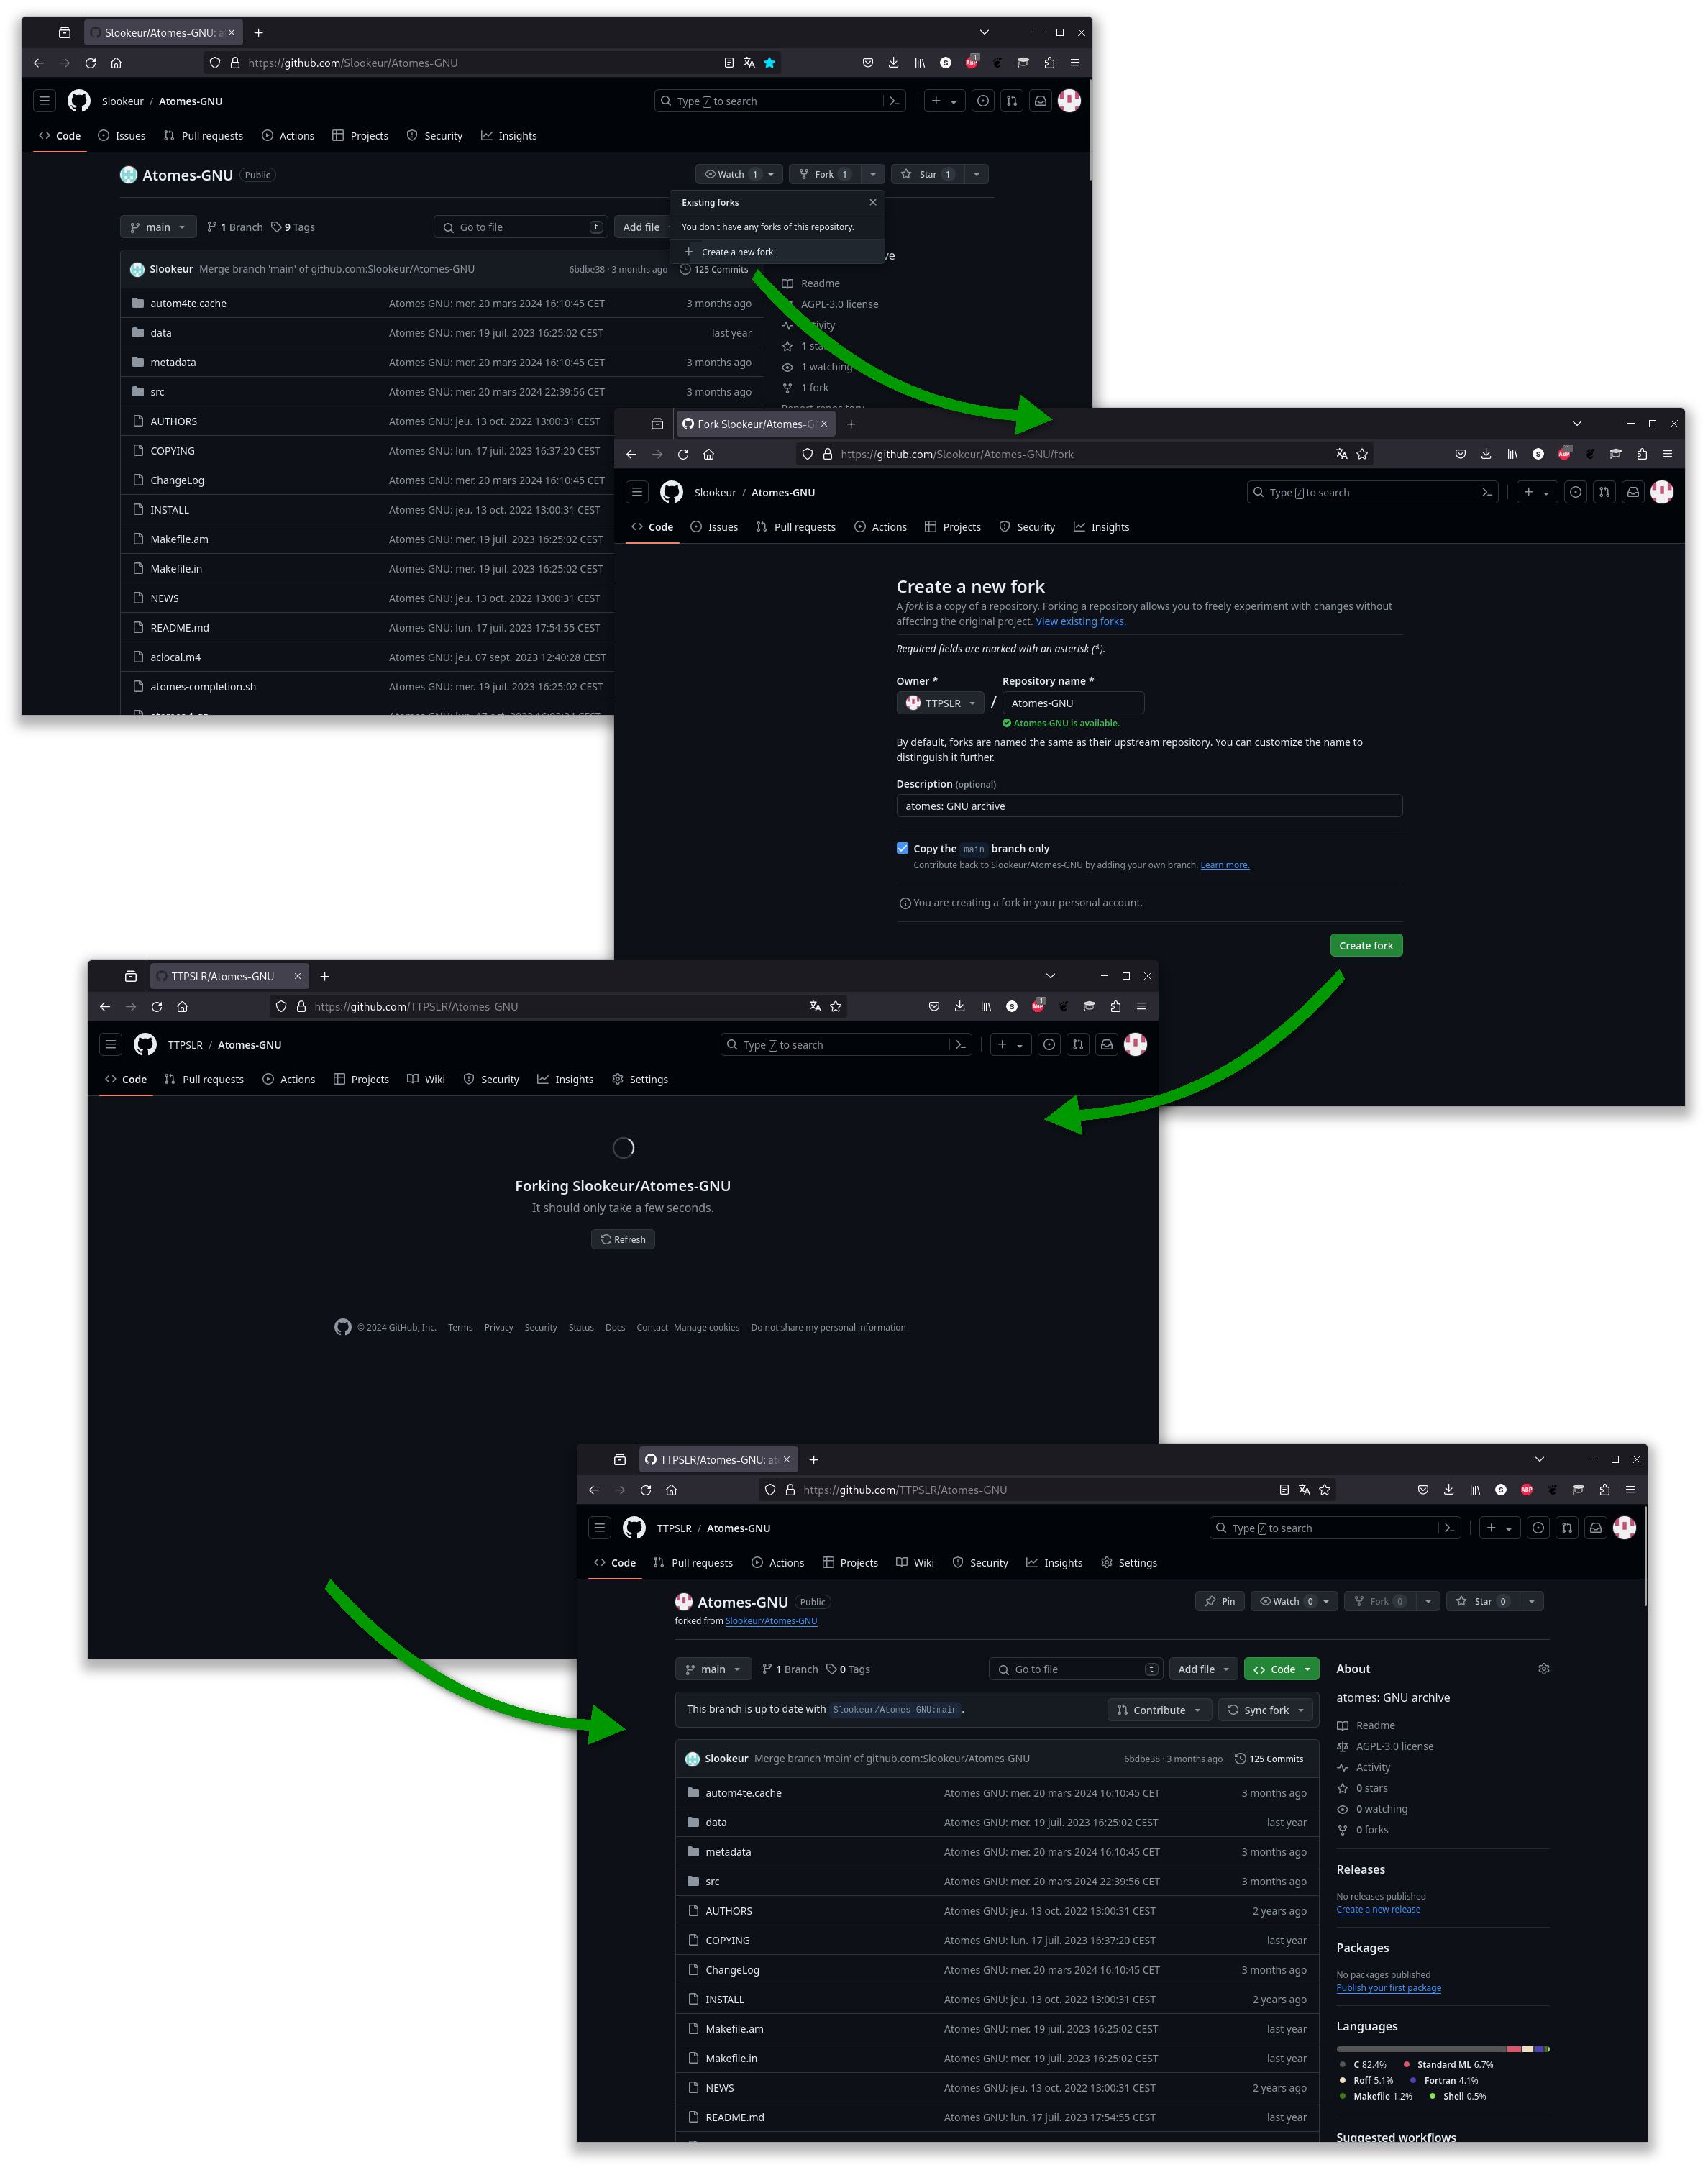 Slookeur/Atomes-GNU: a
https://github.com/Slookeur/Atomes-GNU
Slookeur / Atomes-GNU
Type / to search
Code Issues Pull requests Actions Projects Security Insights
Atomes-GNU Public
Watch 1 Fork 1 Star 1
Existing forks
You don't have any forks of this repository.
Create a new fork
main 1 Branch 9 Tags
Go to file t
Add file
Slookeur Merge branch 'main' of github.com:Slookeur/Atomes-GNU 6bdbe38 · 3 months ago 125 Commits
autom4te.cache Atomes GNU: mer. 20 mars 2024 16:10:45 CET 3 months ago
data Atomes GNU: mer. 19 juil. 2023 16:25:02 CEST last year
metadata Atomes GNU: mer. 20 mars 2024 16:10:45 CET 3 months ago
src Atomes GNU: mer. 20 mars 2024 22:39:56 CET 3 months ago
AUTHORS Atomes GNU: jeu. 13 oct. 2022 13:00:31 CEST
COPYING Atomes GNU: lun. 17 juil. 2023 16:37:20 CEST
ChangeLog Atomes GNU: mer. 20 mars 2024 16:10:45 CET
INSTALL Atomes GNU: jeu. 13 oct. 2022 13:00:31 CEST
Makefile.am Atomes GNU: mer. 19 juil. 2023 16:25:02 CEST
Makefile.in Atomes GNU: mer. 19 juil. 2023 16:25:02 CEST
NEWS Atomes GNU: jeu. 13 oct. 2022 13:00:31 CEST
README.md Atomes GNU: lun. 17 juil. 2023 17:54:55 CEST
aclocal.m4 Atomes GNU: jeu. 07 sept. 2023 12:40:28 CEST
atomes-completion.sh Atomes GNU: mer. 19 juil. 2023 16:25:02 CEST
Readme
AGPL-3.0 license
1 watching
1 fork
Fork Slookeur/Atomes-G
https://github.com/Slookeur/Atomes-GNU/fork
Slookeur / Atomes-GNU
Type / to search
Code Issues Pull requests Actions Projects Security Insights
Create a new fork
A fork is a copy of a repository. Forking a repository allows you to freely experiment with changes without
affecting the original project. View existing forks.
Required fields are marked with an asterisk (*).
Owner * Repository name *
TTPSLR / Atomes-GNU
Atomes-GNU is available.
By default, forks are named the same as their upstream repository. You can customize the name to
distinguish it further.
Description (optional)
atomes: GNU archive
Copy the main branch only
Contribute back to Slookeur/Atomes-GNU by adding your own branch. Learn more.
You are creating a fork in your personal account.
Create fork
TTPSLR/Atomes-GNU
https://github.com/TTPSLR/Atomes-GNU
TTPSLR / Atomes-GNU
Type / to search
Code Pull requests Actions Projects Wiki Security Insights Settings
Forking Slookeur/Atomes-GNU
It should only take a few seconds.
Refresh
© 2024 GitHub, Inc. Terms Privacy Security Status Docs Contact Manage cookies Do not share my personal information
TTPSLR/Atomes-GNU: at
https://github.com/TTPSLR/Atomes-GNU
TTPSLR / Atomes-GNU
Type / to search
Code Pull requests Actions Projects Wiki Security Insights Settings
Atomes-GNU Public
forked from Slookeur/Atomes-GNU
Pin Watch 0 Fork 0 Star 0
main 1 Branch 0 Tags
Go to file t
Add file Code
This branch is up to date with Slookeur/Atomes-GNU:main.
Contribute Sync fork
Slookeur Merge branch 'main' of github.com:Slookeur/Atomes-GNU 6bdbe38 · 3 months ago 125 Commits
autom4te.cache Atomes GNU: mer. 20 mars 2024 16:10:45 CET 3 months ago
data Atomes GNU: mer. 19 juil. 2023 16:25:02 CEST last year
metadata Atomes GNU: mer. 20 mars 2024 16:10:45 CET 3 months ago
src Atomes GNU: mer. 20 mars 2024 22:39:56 CET 3 months ago
AUTHORS Atomes GNU: jeu. 13 oct. 2022 13:00:31 CEST 2 years ago
COPYING Atomes GNU: lun. 17 juil. 2023 16:37:20 CEST last year
ChangeLog Atomes GNU: mer. 20 mars 2024 16:10:45 CET 3 months ago
INSTALL Atomes GNU: jeu. 13 oct. 2022 13:00:31 CEST 2 years ago
Makefile.am Atomes GNU: mer. 19 juil. 2023 16:25:02 CEST last year
Makefile.in Atomes GNU: mer. 19 juil. 2023 16:25:02 CEST last year
NEWS Atomes GNU: jeu. 13 oct. 2022 13:00:31 CEST 2 years ago
README.md Atomes GNU: lun. 17 juil. 2023 17:54:55 CEST last year
About
atomes: GNU archive
Readme
AGPL-3.0 license
Activity
0 stars
0 watching
0 forks
Releases
No releases published
Create a new release
Packages
No packages published
Publish your first package
Languages
C 82.4% Standard ML 6.7%
Roff 5.1% Fortran 4.1%
Makefile 1.2% Shell 0.5%
Suggested workflows